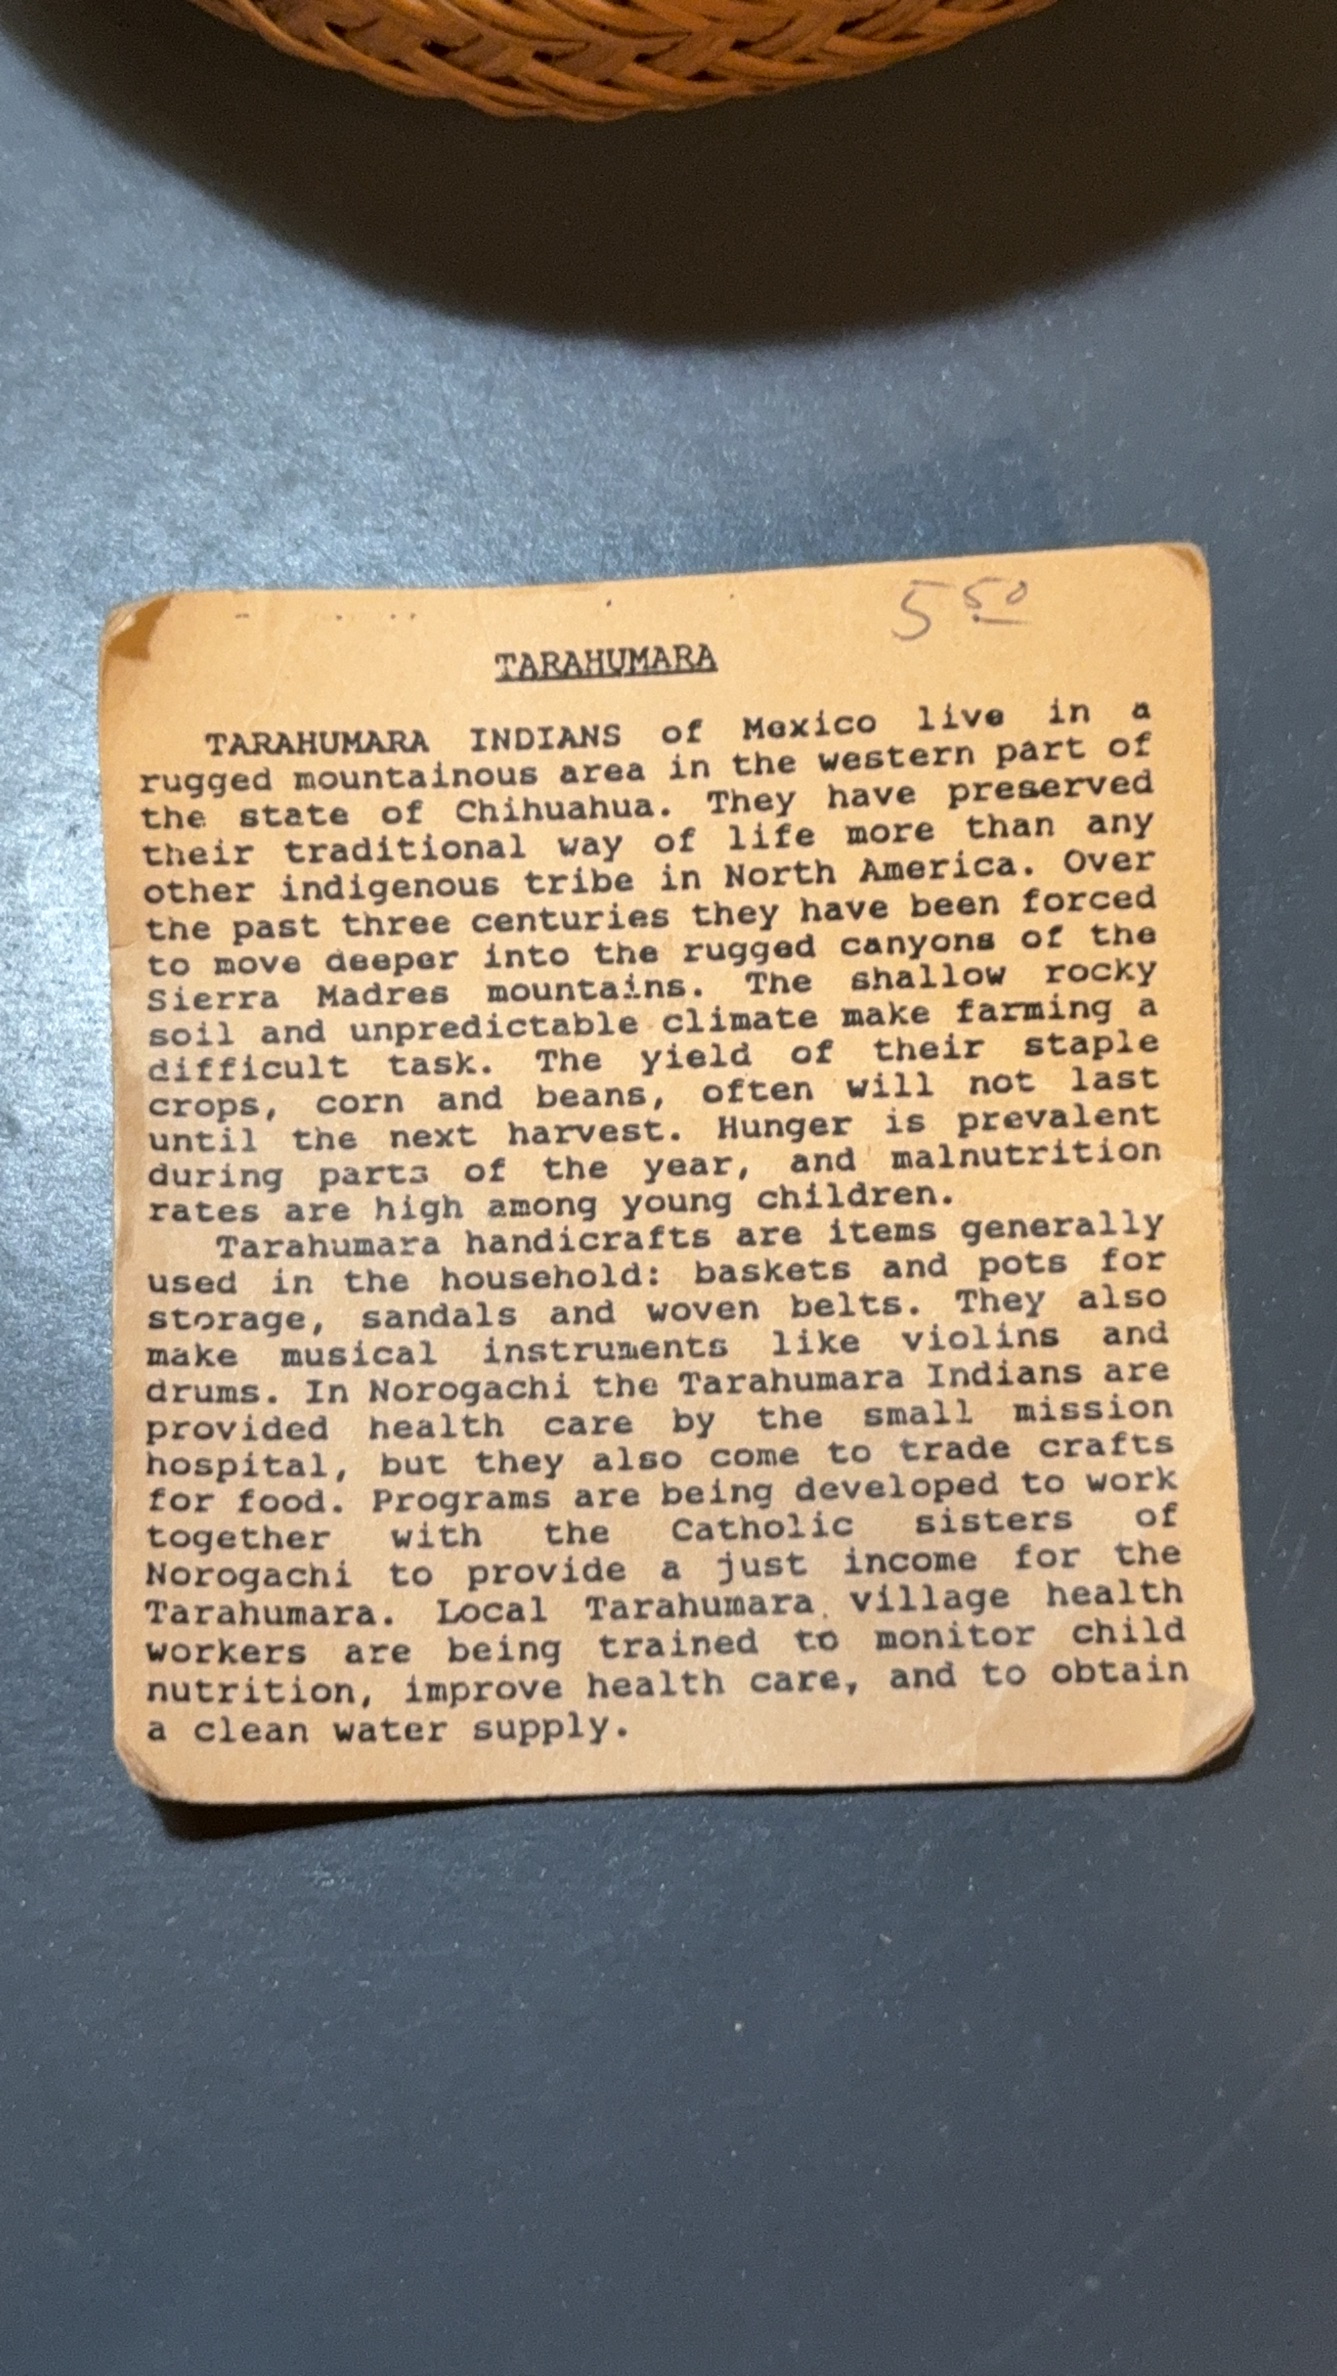 5 50
TARAHUMARA
TARAHUMARA INDIANS of Mexico live in a
rugged mountainous area in the western part of
the state of Chihuahua. They have preserved
their traditional way of life more than any
other indigenous tribe in North America. Over
the past three centuries they have been forced
to move deeper into the rugged canyons of the
Sierra Madres mountains. The shallow rocky
soil and unpredictable climate make farming a
difficult task. The yield of their staple
crops, corn and beans, often will not last
until the next harvest. Hunger is prevalent
during parts of the year, and malnutrition
rates are high among young children.
Tarahumara handicrafts are items generally
used in the household: baskets and pots for
storage, sandals and woven belts. They also
make musical instruments like violins and
drums. In Norogachi the Tarahumara Indians are
provided health care by the small mission
hospital, but they also come to trade crafts
for food. Programs are being developed to work
together with the Catholic sisters of
Norogachi to provide a just income for the
Tarahumara. Local Tarahumara village health
workers are being trained to monitor child
nutrition, improve health care, and to obtain
a clean water supply.